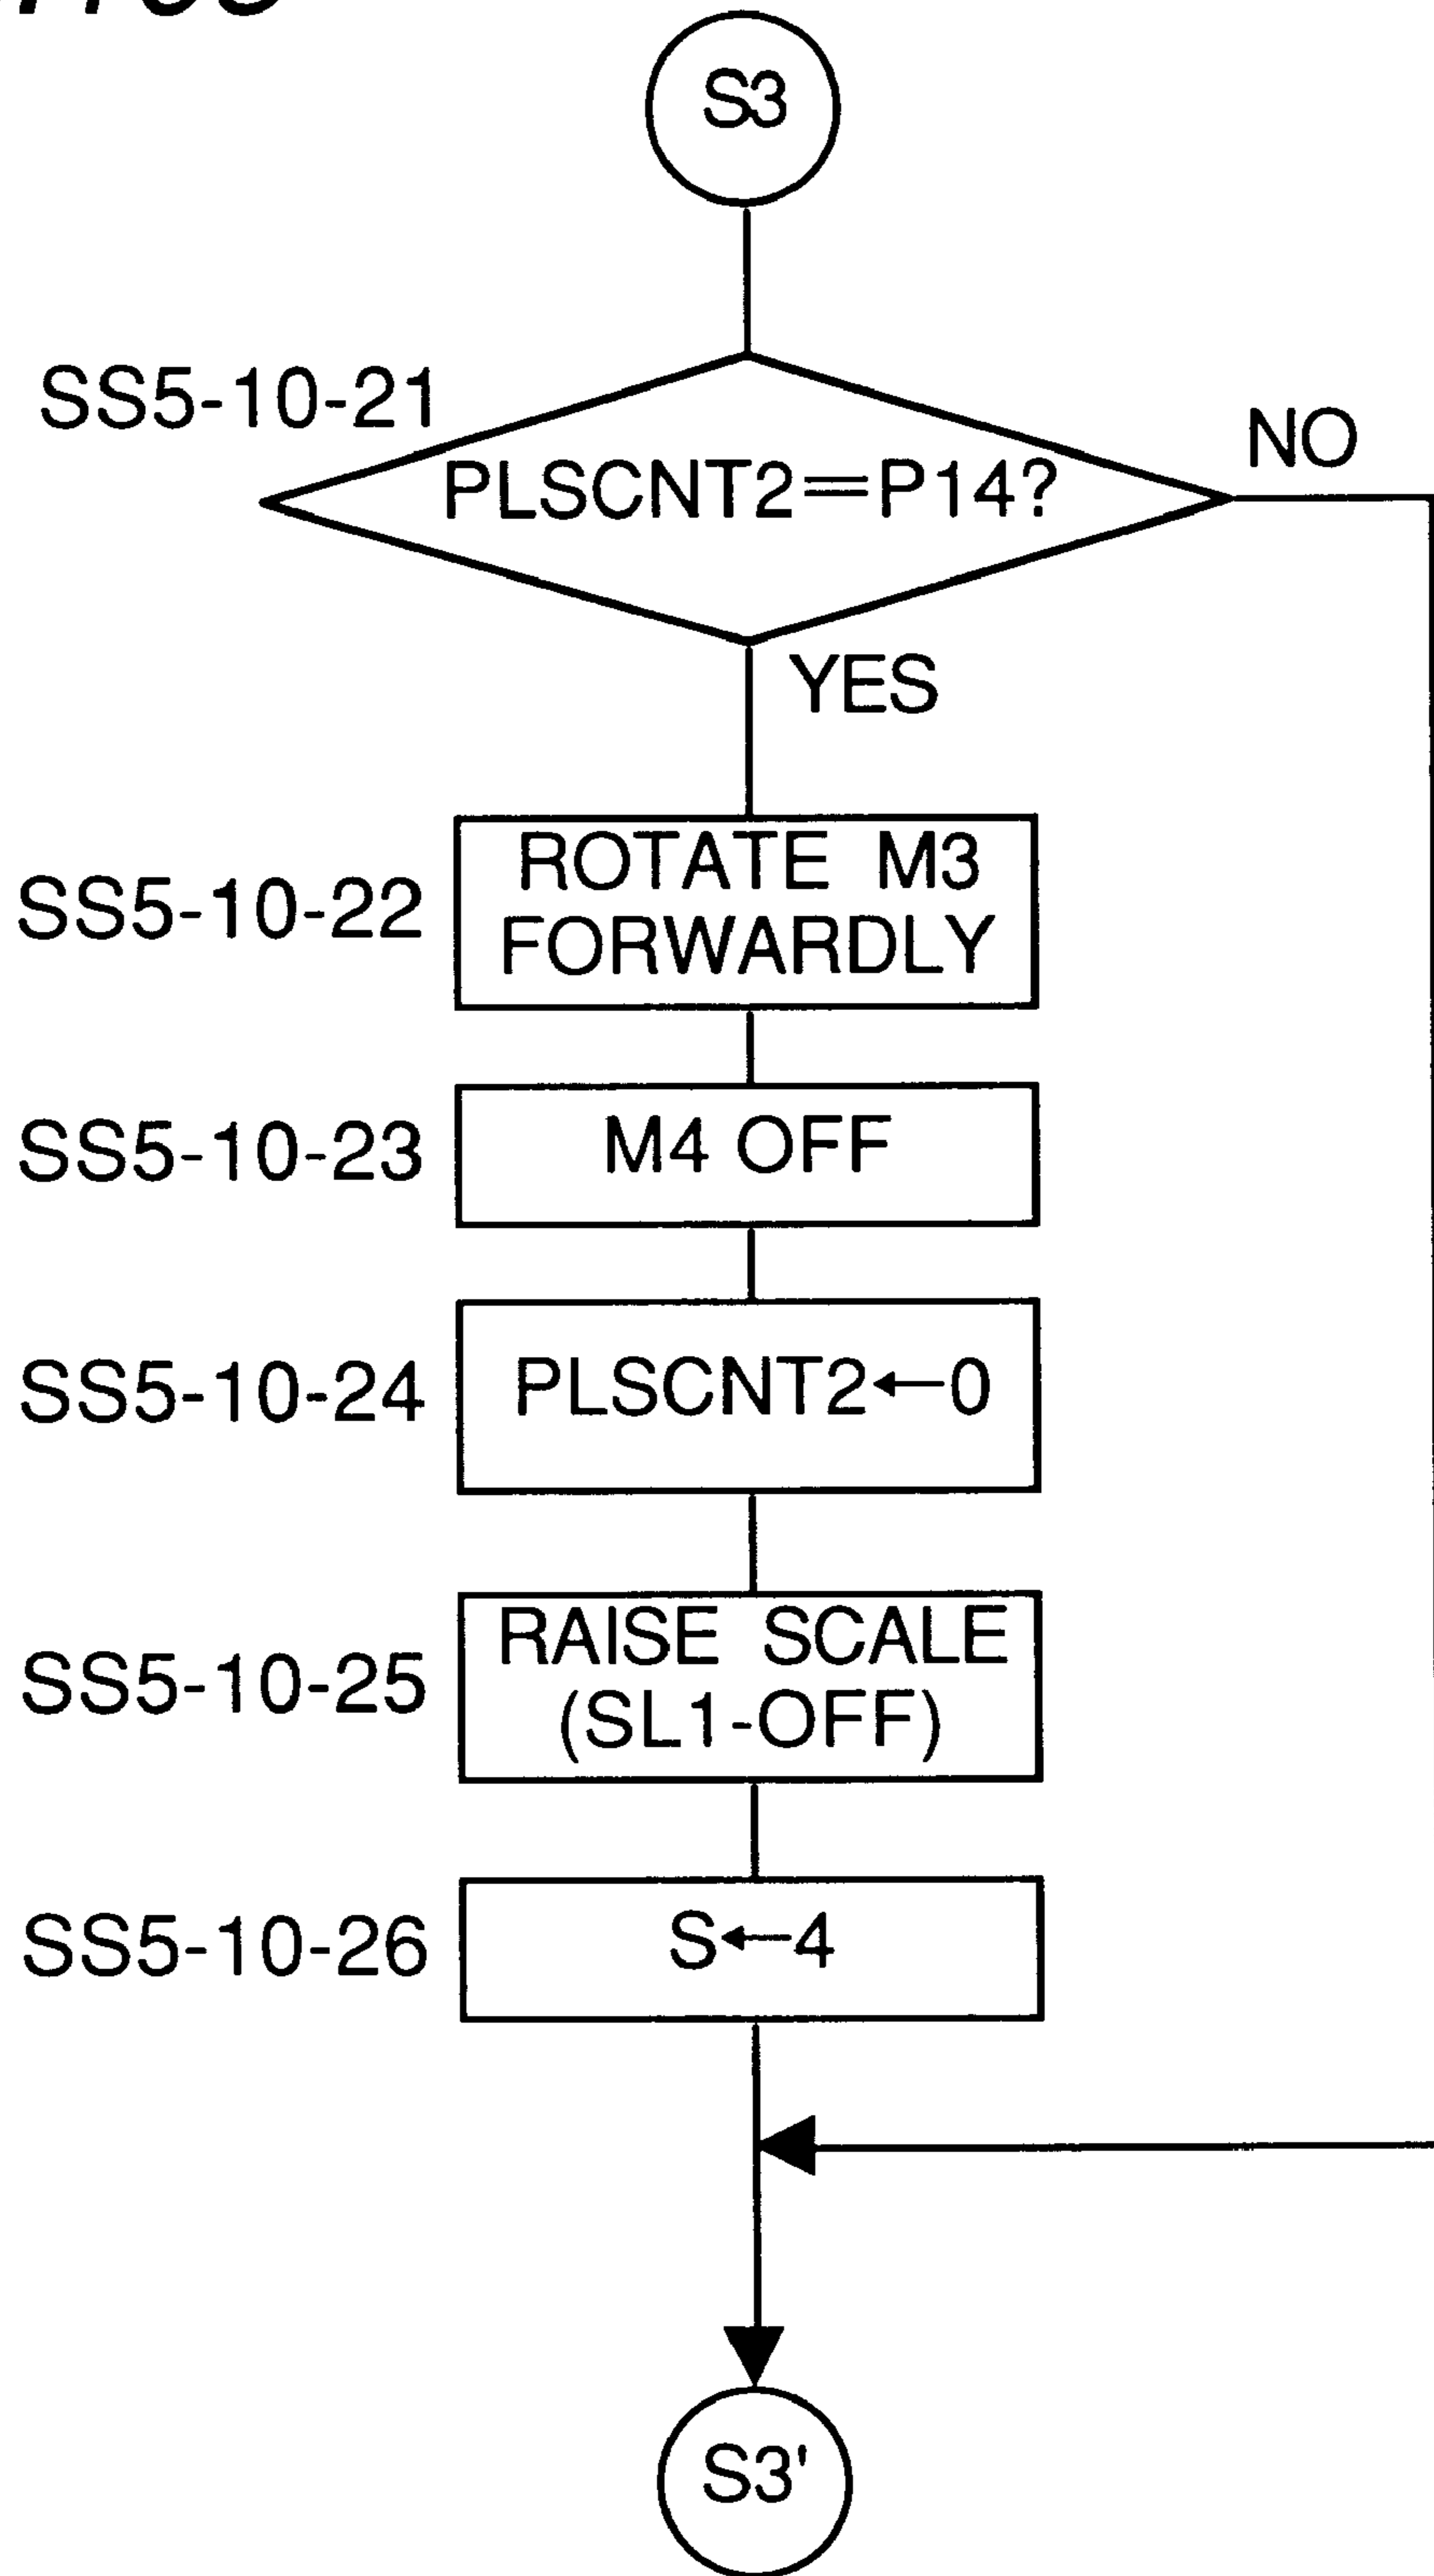 S3
SS5-10-21
PLSCNT2==P14?
NO
YES
SS5-10-22
ROTATE M3
FORWARDLY
SS5-10-23
M4 OFF
SS5-10-24
PLSCNT2←0
SS5-10-25
RAISE SCALE
(SL1-OFF)
SS5-10-26
S←4
S3'